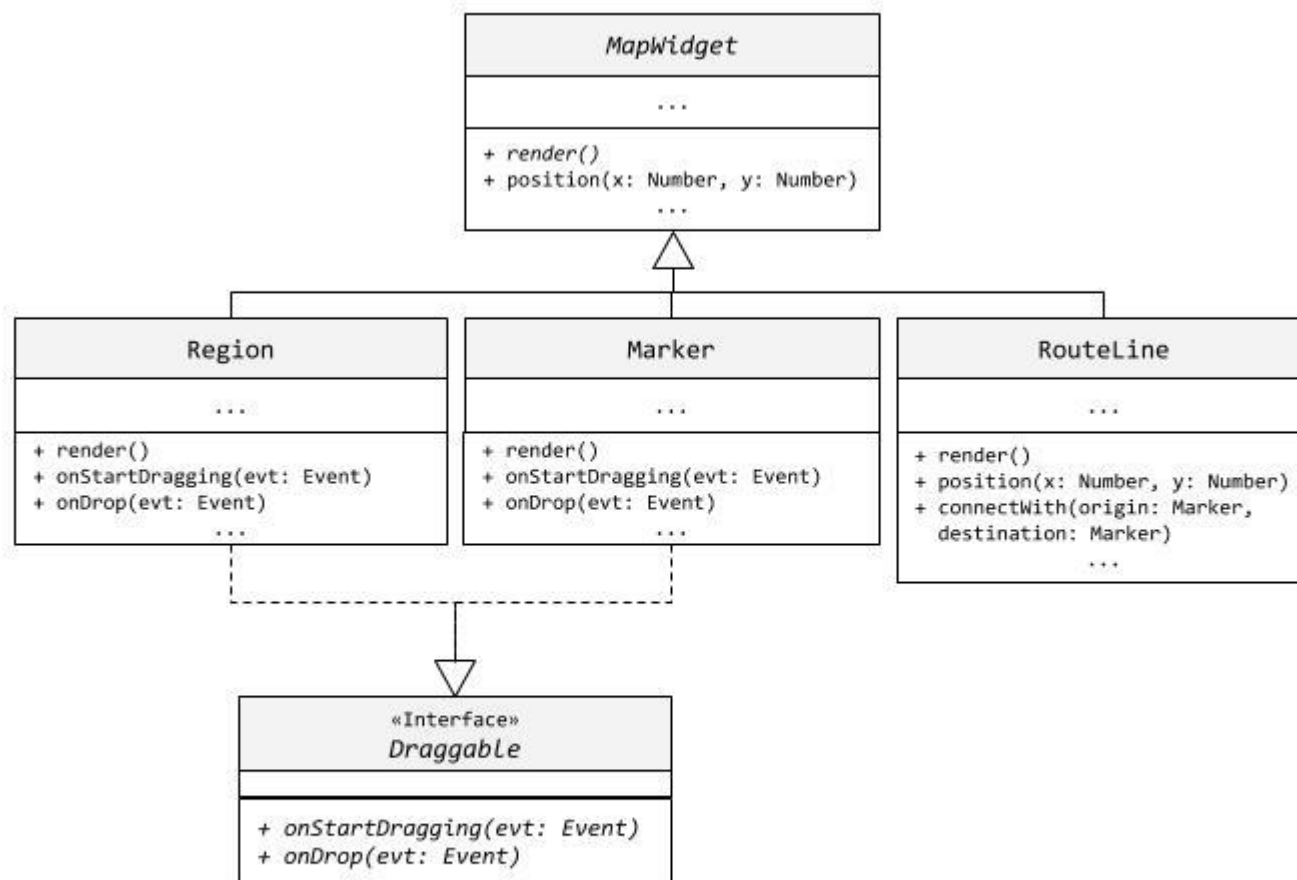 MapWidget
...
+ render()
+ position(x: Number, y: Number)
...
Region
...
+ render()
+ onStartDragging(evt: Event)
+ onDrop(evt: Event)
...
Marker
...
+ render()
+ onStartDragging(evt: Event)
+ onDrop(evt: Event)
...
RouteLine
...
+ render()
+ position(x: Number, y: Number)
+ connectWith(origin: Marker,
destination: Marker)
...
«Interface»
Draggable
+ onStartDragging(evt: Event)
+ onDrop(evt: Event)